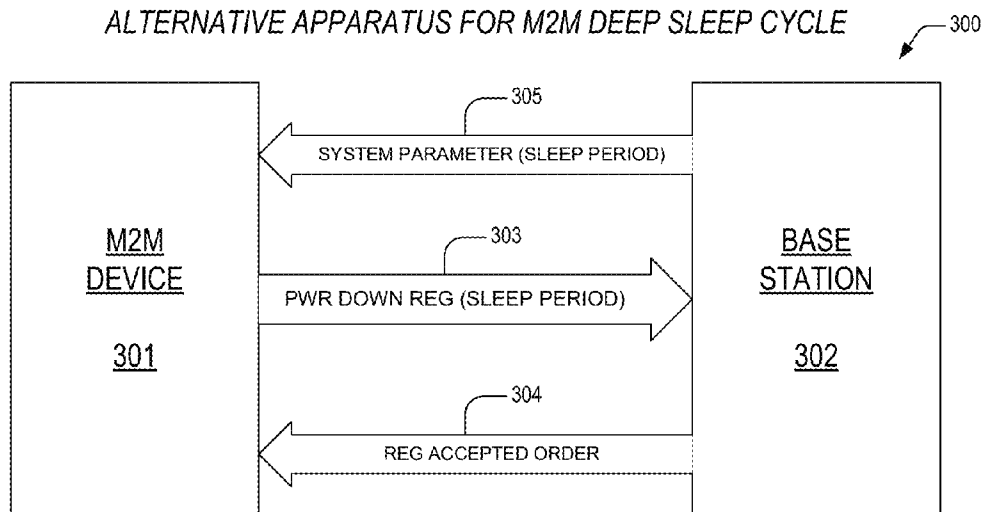 ALTERNATIVE APPARATUS FOR M2M DEEP SLEEP CYCLE
300
305
SYSTEM PARAMETER (SLEEP PERIOD)
303
M2M
DEVICE
301
PWR DOWN REG (SLEEP PERIOD)
BASE
STATION
302
304
REG ACCEPTED ORDER